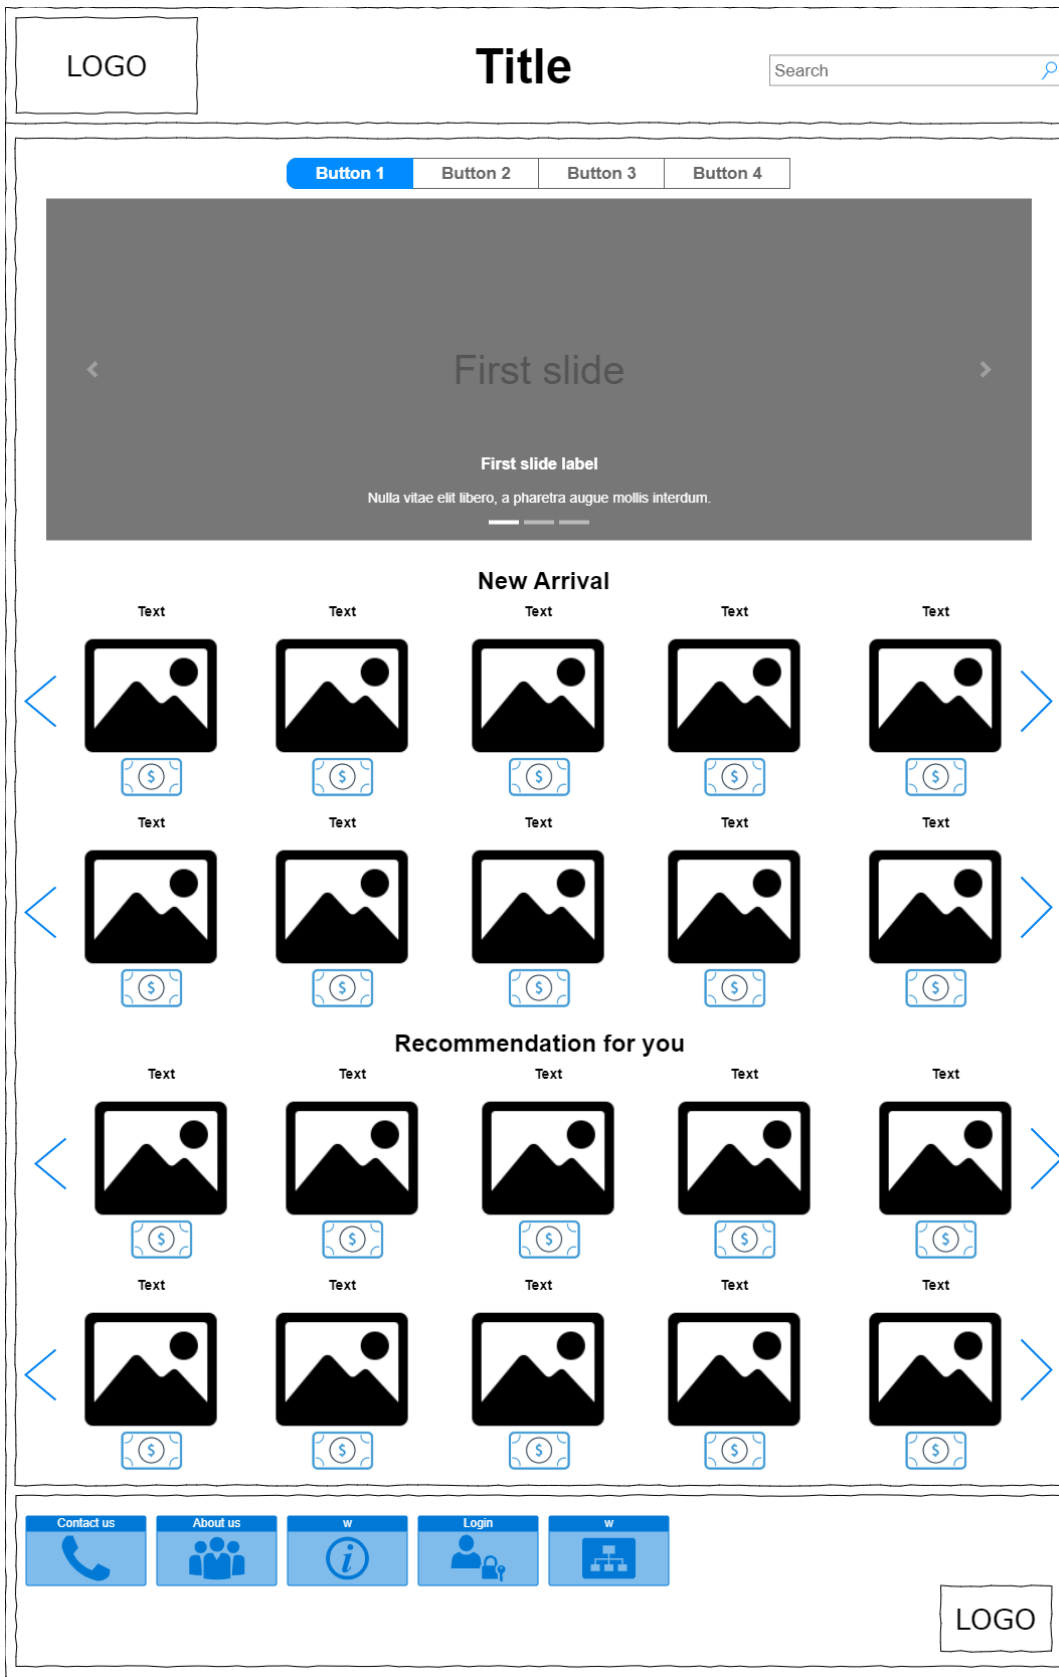 LOGO
Title
Search
Button 1 Button 2 Button 3 Button 4
First slide
First slide label
Nulla vitae elit libero, a pharetra augue mollis interdum.
New Arrival
Text Text Text Text Text
$ $ $ $ $
Text Text Text Text Text
$ $ $ $ $
Recommendation for you
Text Text Text Text Text
$ $ $ $ $
Text Text Text Text Text
$ $ $ $ $
Contact us About us w Login w
i
LOGO